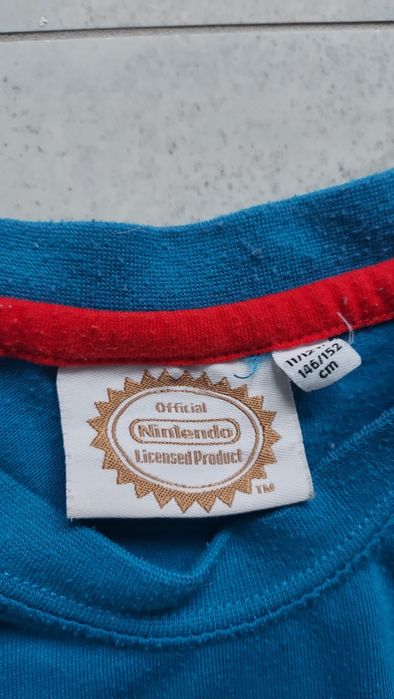 Official
Nintendo
Licensed Product
TM
146/152
cm